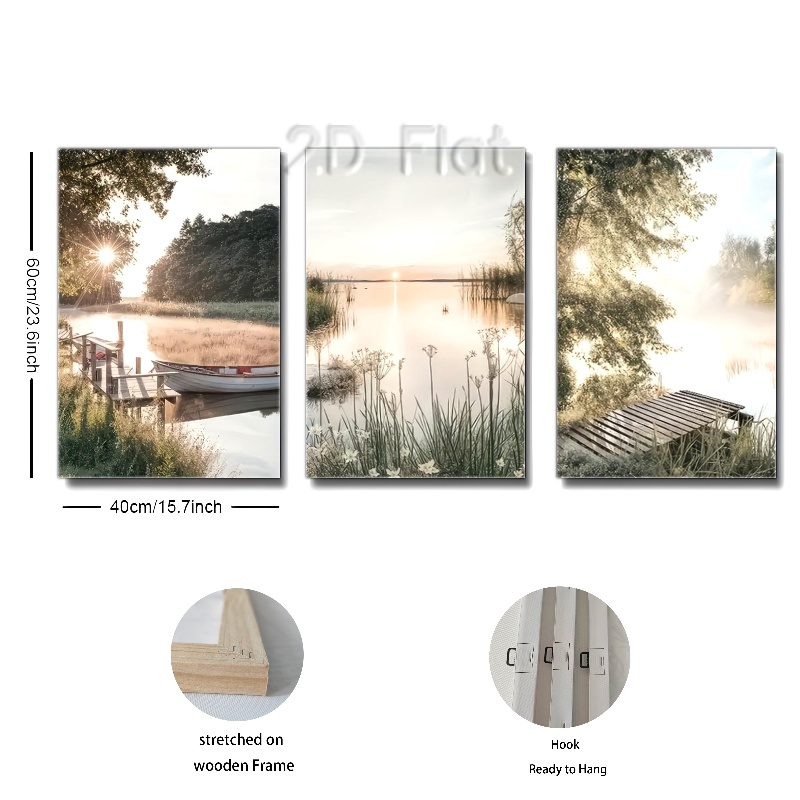 2D Flat
60cm/23.6inch
40cm/15.7inch
stretched on
wooden Frame
Hook
Ready to Hang